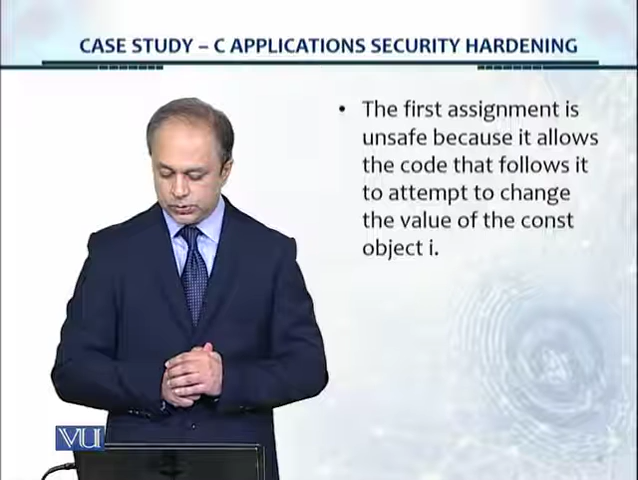 CASE STUDY – C APPLICATIONS SECURITY HARDENING
• The first assignment is
unsafe because it allows
the code that follows it
to attempt to change
the value of the const
object i.
VU